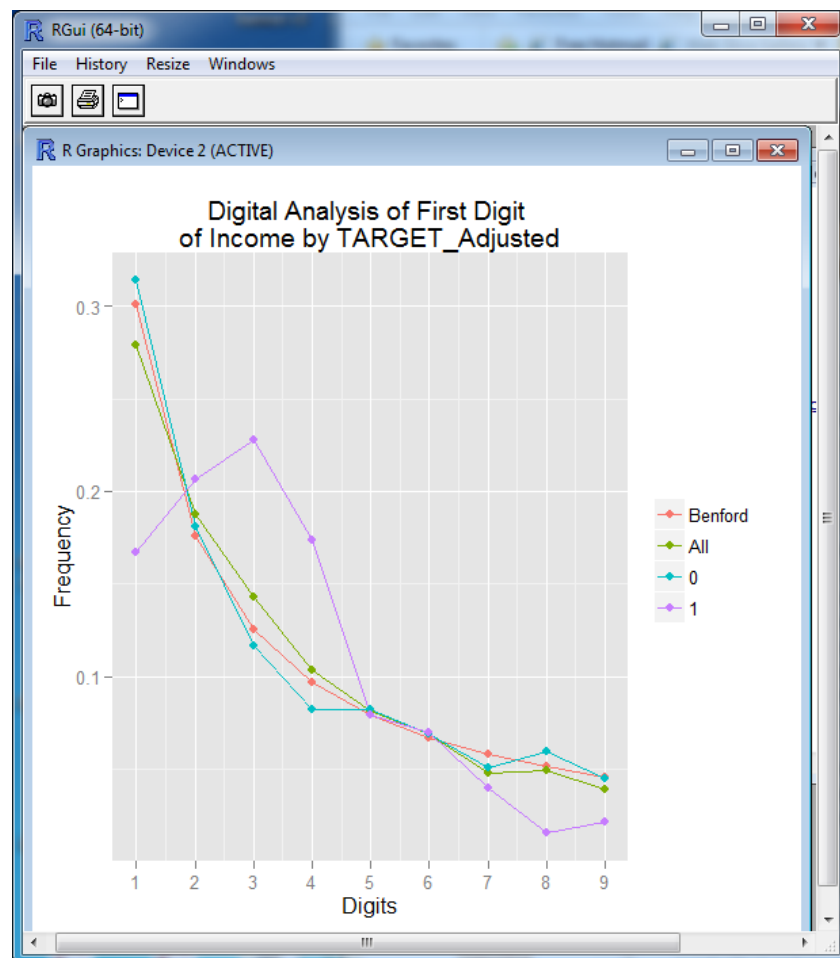 RGui (64-bit)
File History Resize Windows
R Graphics: Device 2 (ACTIVE)
Digital Analysis of First Digit
of Income by TARGET_Adjusted
Frequency
0.3
0.2
0.1
1 2 3 4 5 6 7 8 9
Digits
Benford
All
0
1